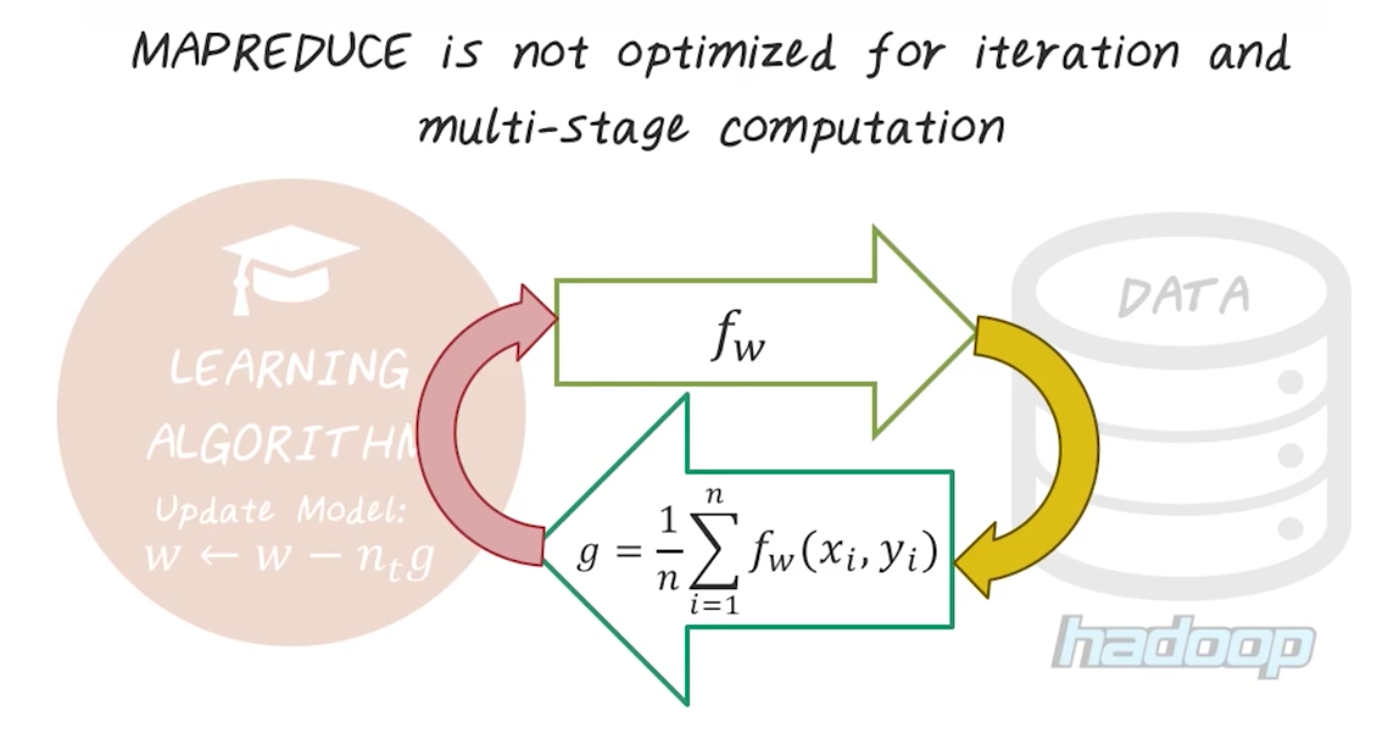 MAPREDUCE is not optimized for iteration and
multi-stage computation
LEARNING
ALGORITHM
Update Model:
w ← w − n_t g
f_w
g = \frac{1}{n} \sum_{i=1}^{n} f_w(x_i, y_i)
DATA
hadoop